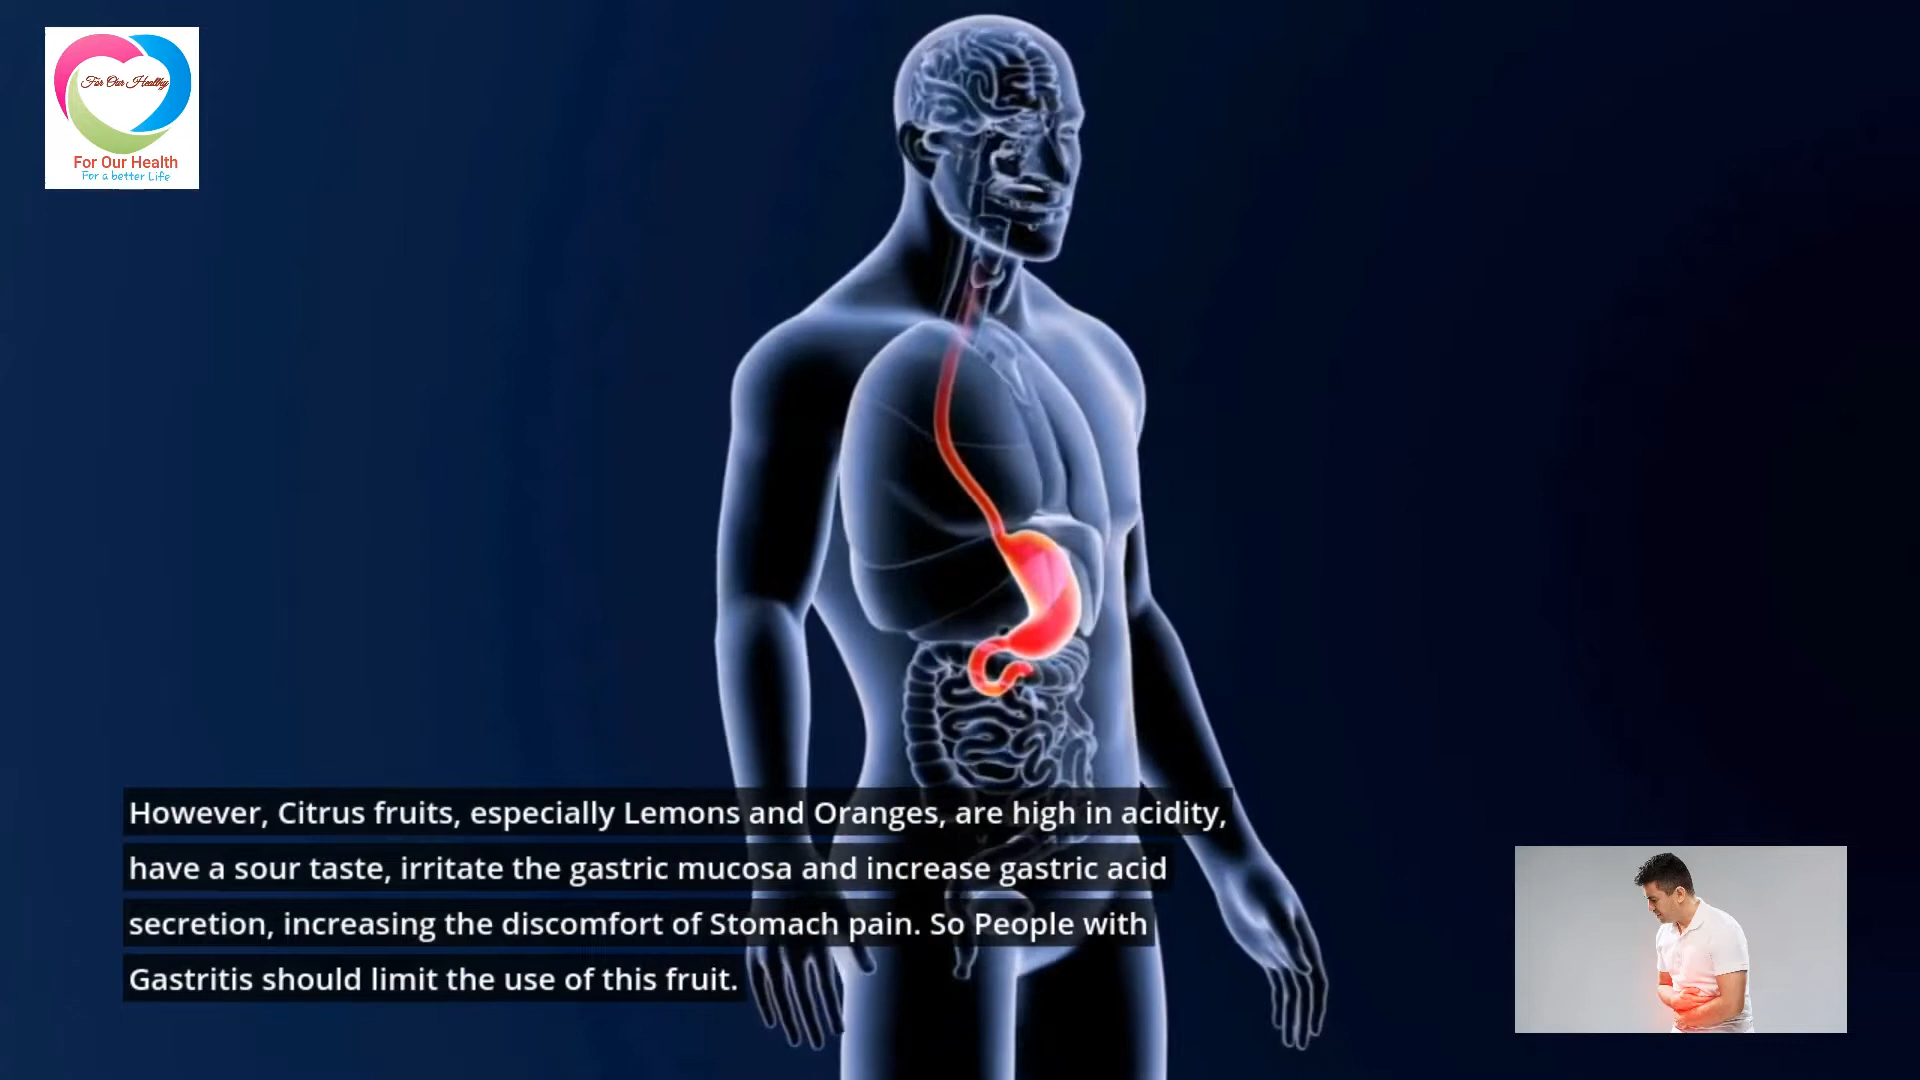 For Our Healthy
For Our Health
For a better Life
However, Citrus fruits, especially Lemons and Oranges, are high in acidity,
have a sour taste, irritate the gastric mucosa and increase gastric acid
secretion, increasing the discomfort of Stomach pain. So People with
Gastritis should limit the use of this fruit.